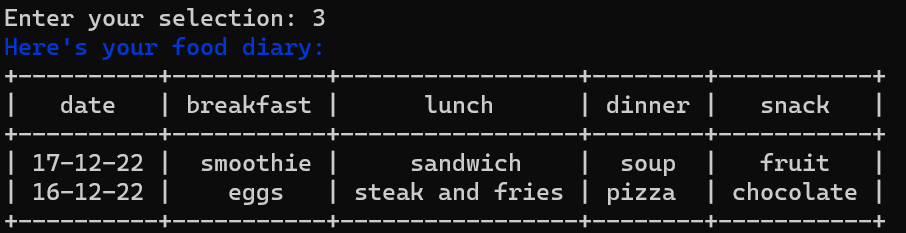 Enter your selection: 3
Here's your food diary:
+----------+-----------+-----------------+--------+-----------+
|   date   | breakfast |      lunch      | dinner |   snack   |
+----------+-----------+-----------------+--------+-----------+
| 17-12-22 |  smoothie |     sandwich    |  soup  |   fruit   |
| 16-12-22 |    eggs   | steak and fries | pizza  | chocolate |
+----------+-----------+-----------------+--------+-----------+